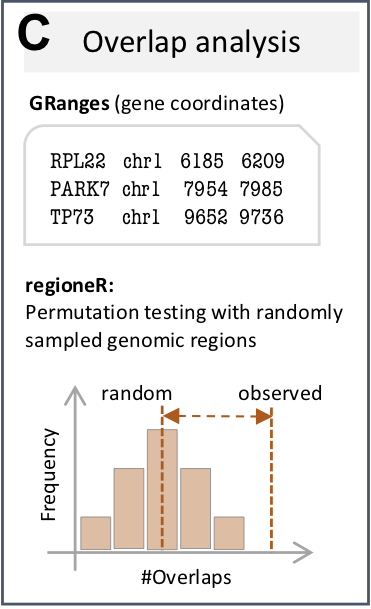 C Overlap analysis
GRanges (gene coordinates)
RPL22 chr1 6185 6209
PARK7 chr1 7954 7985
TP73 chr1 9652 9736
regioneR:
Permutation testing with randomly
sampled genomic regions
random observed
Frequency
#Overlaps